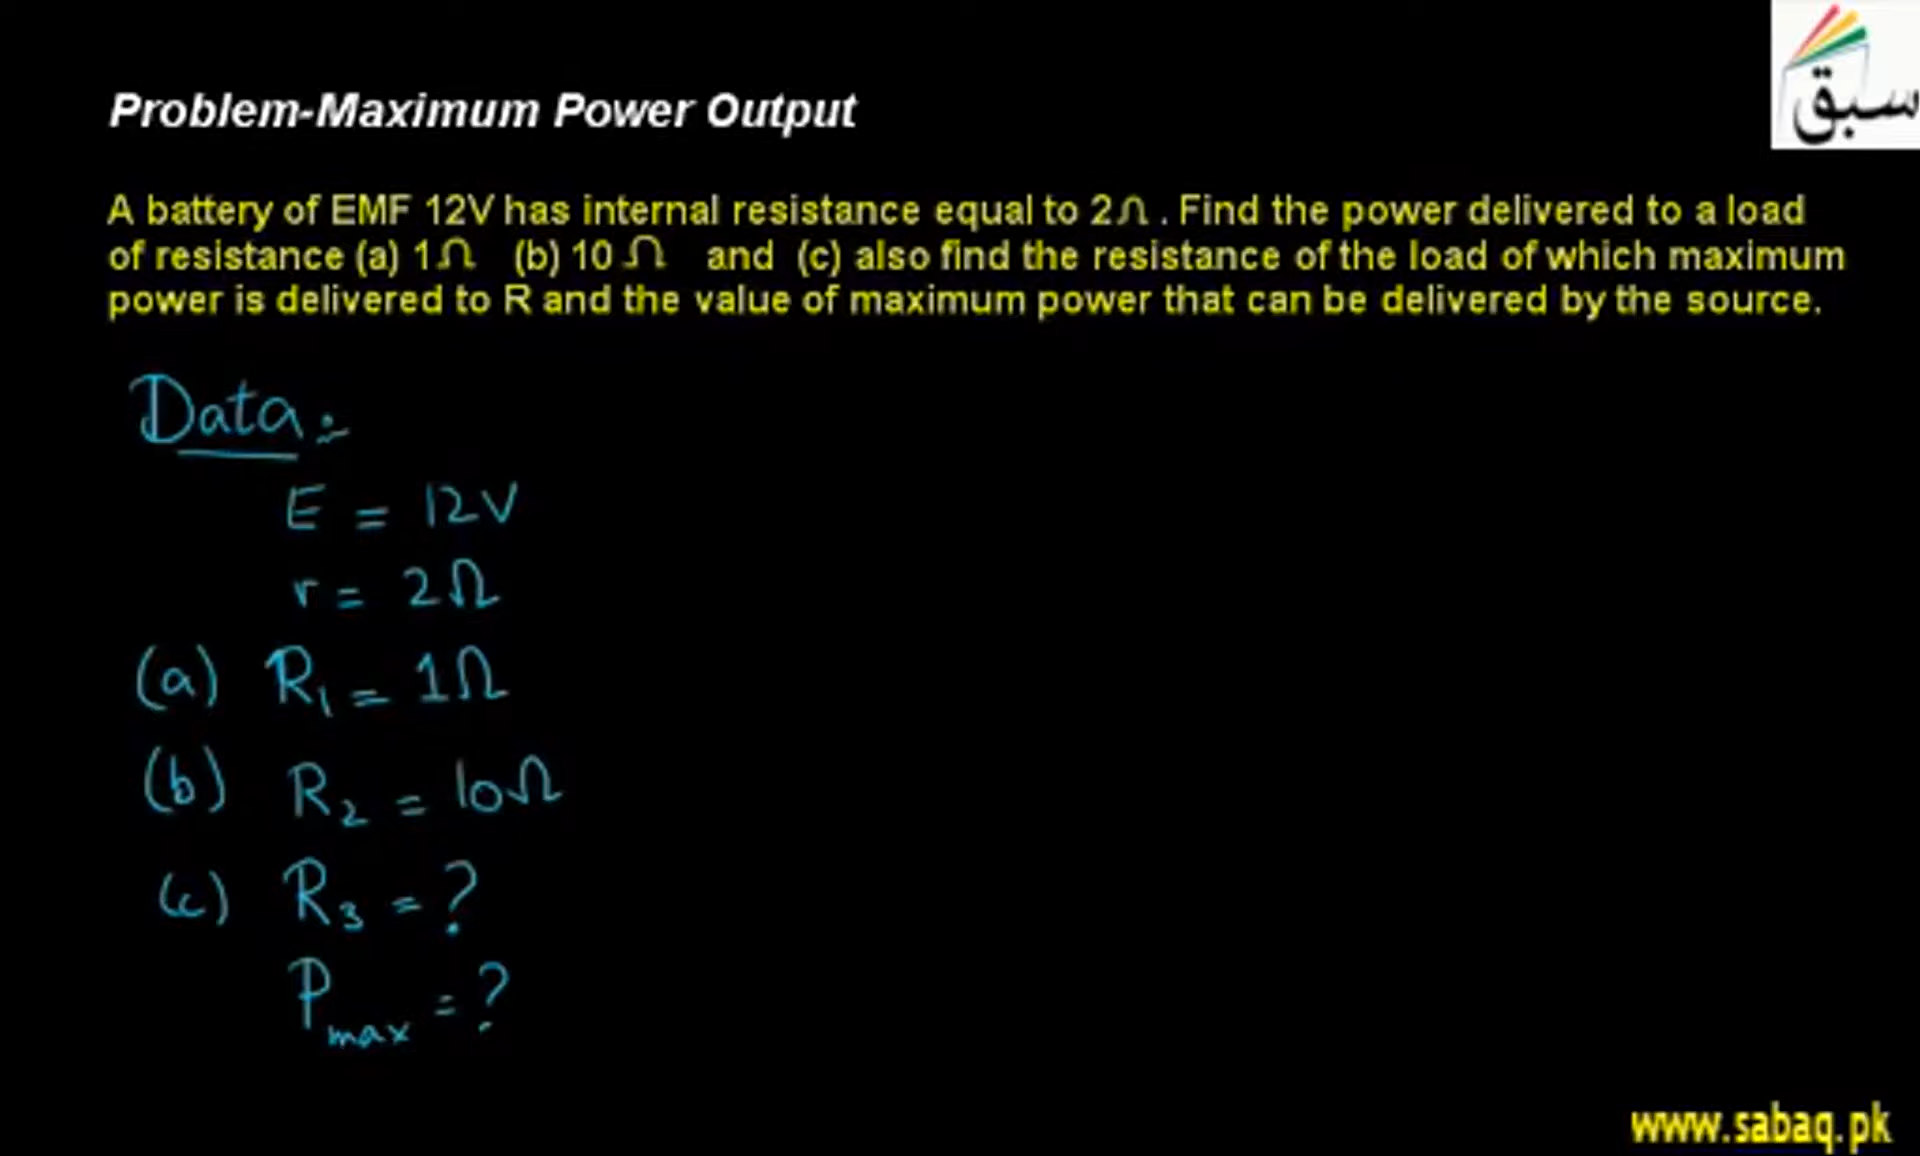 سبق
Problem-Maximum Power Output
A battery of EMF 12V has internal resistance equal to 2Ω . Find the power delivered to a load
of resistance (a) 1Ω (b) 10 Ω and (c) also find the resistance of the load of which maximum
power is delivered to R and the value of maximum power that can be delivered by the source.
Data:
E = 12V
r = 2Ω
(a) R₁ = 1Ω
(b) R₂ = 10Ω
(c) R₃ = ?
Pmax = ?
www.sabaq.pk